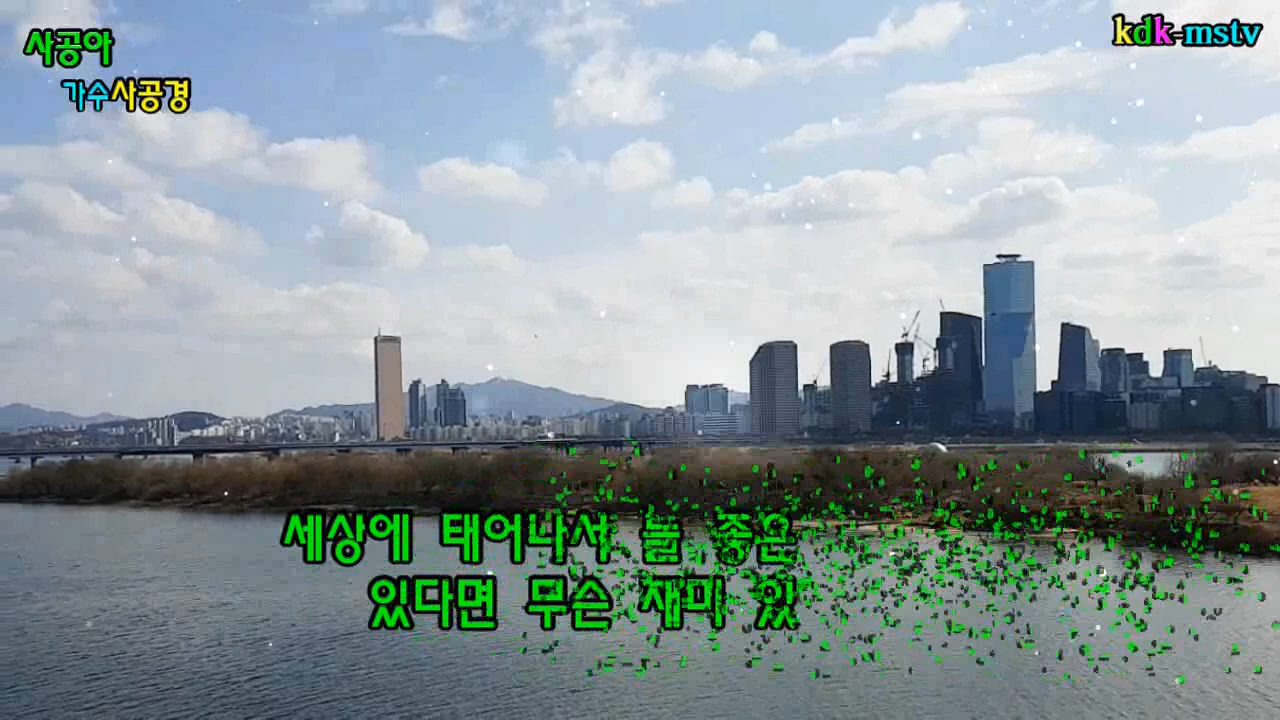 사공아
가수사공경
kdk-mstv
세상에 태어나서 늘 좋은
있다면 무슨 재미 있